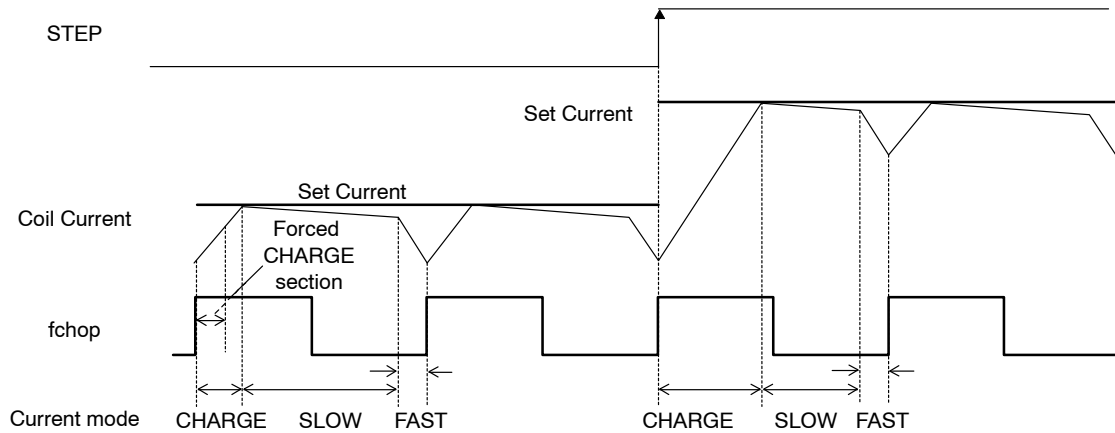 STEP
Set Current
Set Current
Coil Current
Forced
CHARGE
section
fchop
Current mode
CHARGE
SLOW
FAST
CHARGE
SLOW
FAST